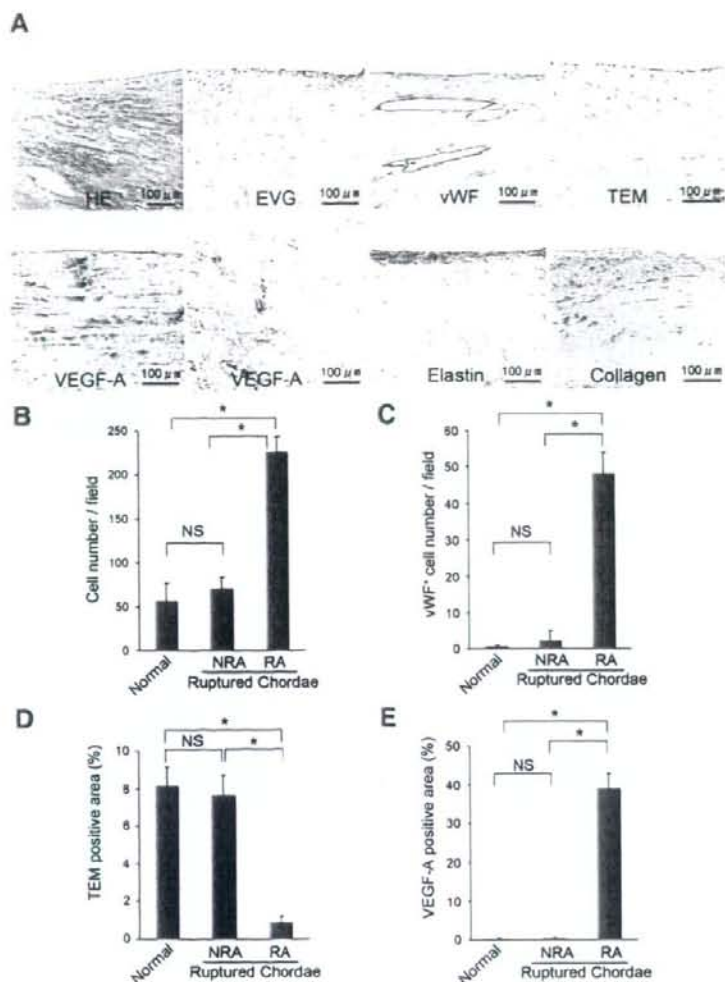 A
HE 100 μm EVG 100 μm vWF 100 μm TEM 100 μm
VEGF-A 100 μm VEGF-A 100 μm Elastin 100 μm Collagen 100 μm
B
Cell number / field
250
200
150
100
50
0
*
*
NS
Normal NRA RA
Ruptured Chordae
C
vWF⁺ cell number / field
60
50
40
30
20
10
0
*
*
NS
Normal NRA RA
Ruptured Chordae
D
TEM positive area (%)
10
8
6
4
2
0
*
NS *
Normal NRA RA
Ruptured Chordae
E
VEGF-A positive area (%)
50
40
30
20
10
0
*
*
NS
Normal NRA RA
Ruptured Chordae